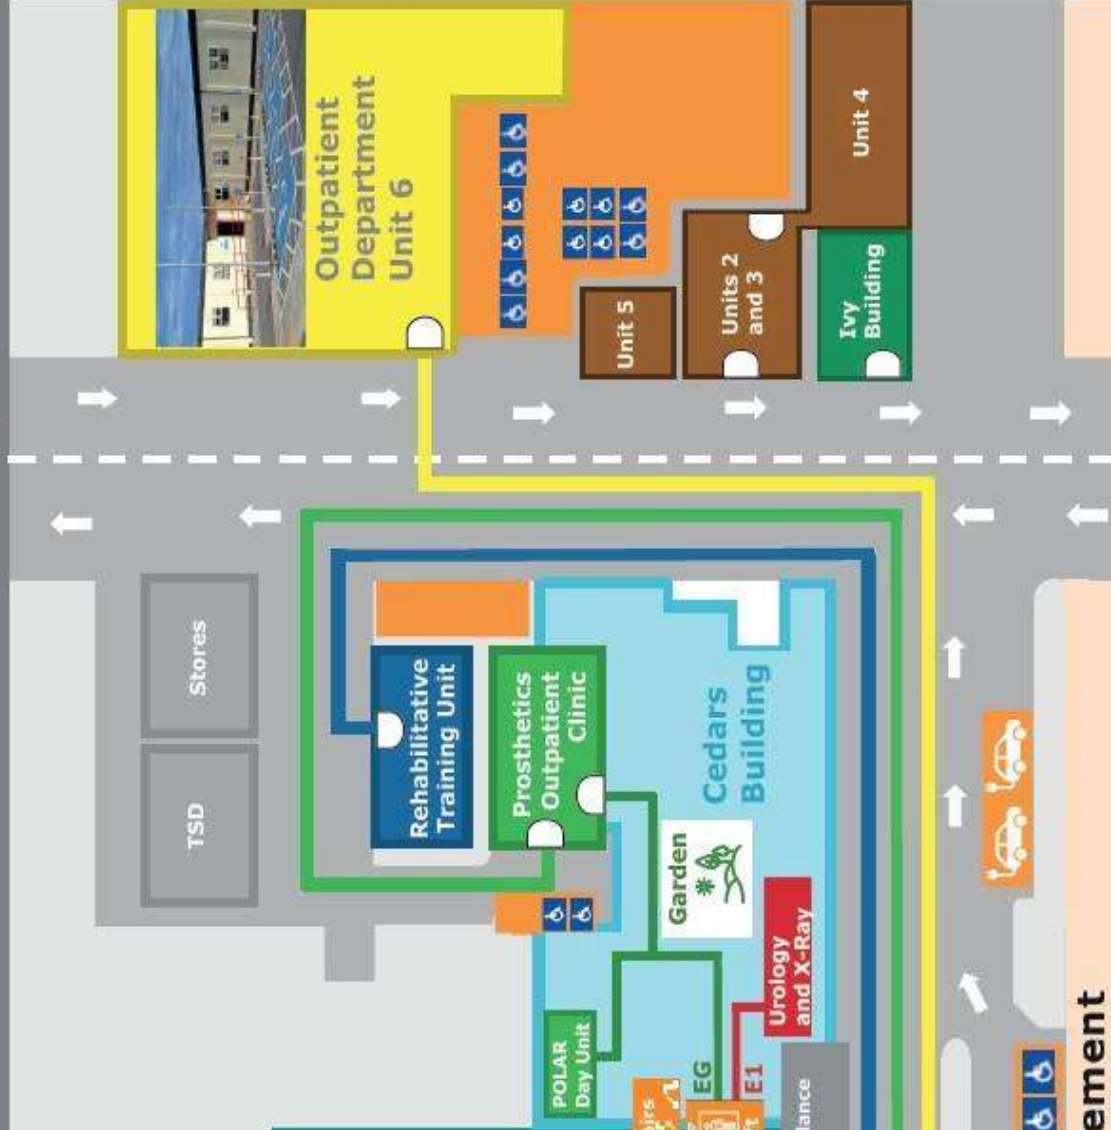 Outpatient
Department
Unit 6
Unit 4
Units 2
and 3
Unit 5
Ivy
Building
Stores
TSD
Rehabilitative
Training Unit
Prosthetics
Outpatient
Clinic
Cedars
Building
Garden
Urology
and X-Ray
POLAR
Day Unit
EG
E1